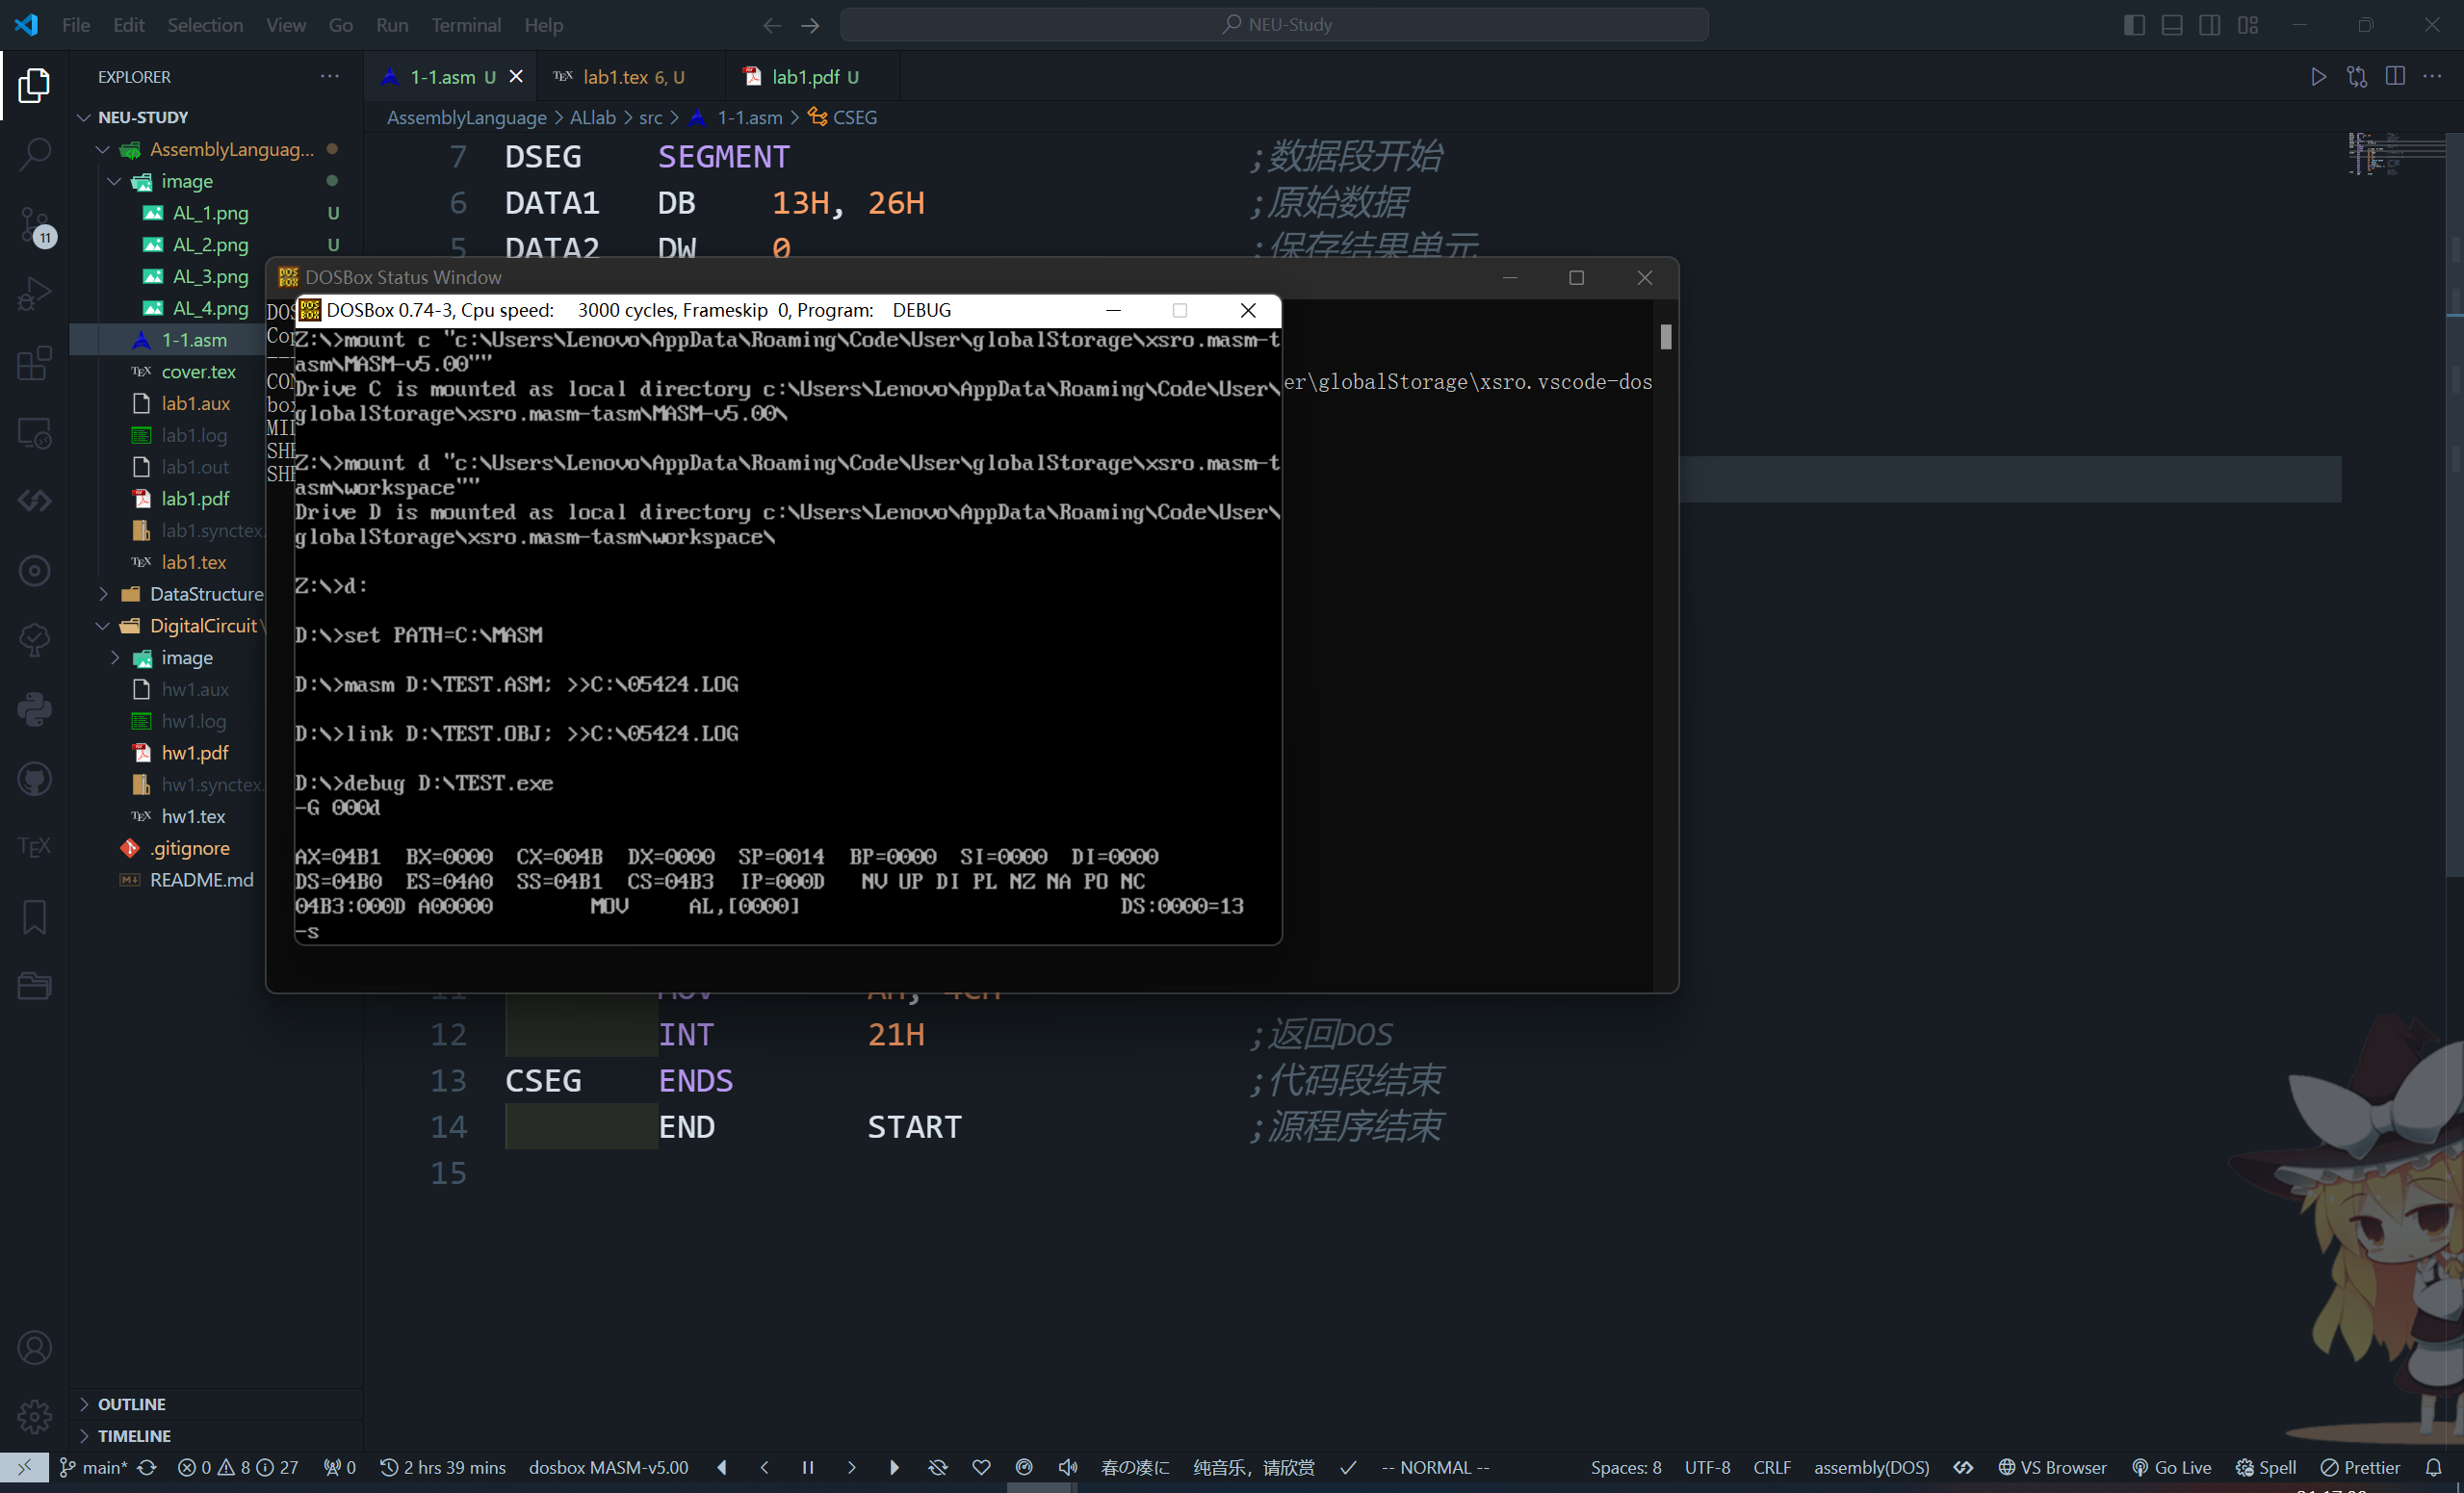 File Edit Selection View Go Run Terminal Help
NEU-Study
EXPLORER
NEU-STUDY
AssemblyLanguag...
image
AL_1.png U
AL_2.png U
AL_3.png
AL_4.png
1-1.asm
cover.tex
lab1.aux
lab1.log
lab1.out
lab1.pdf
lab1.synctex.
lab1.tex
DataStructure
DigitalCircuit\
image
hw1.aux
hw1.log
hw1.pdf
hw1.synctex.
hw1.tex
.gitignore
README.md
OUTLINE
TIMELINE
11
1-1.asm U
lab1.tex 6, U
lab1.pdf U
AssemblyLanguage > ALlab > src > 1-1.asm > CSEG
7 DSEG SEGMENT ;数据段开始
6 DATA1 DB 13H, 26H ;原始数据
5 DATA2 DW 0 ;保存结果单元
DOSBox Status Window
er\globalStorage\xsro.vscode-dos
DOSBox 0.74-3, Cpu speed: 3000 cycles, Frameskip 0, Program: DEBUG
Z:\>mount c "c:\Users\Lenovo\AppData\Roaming\Code\User\globalStorage\xsro.masm-t
asm\MASM-v5.00""
Drive C is mounted as local directory c:\Users\Lenovo\AppData\Roaming\Code\User\
globalStorage\xsro.masm-tasm\MASM-v5.00\
Z:\>mount d "c:\Users\Lenovo\AppData\Roaming\Code\User\globalStorage\xsro.masm-t
asm\workspace""
Drive D is mounted as local directory c:\Users\Lenovo\AppData\Roaming\Code\User\
globalStorage\xsro.masm-tasm\workspace\
Z:\>d:
D:\>set PATH=C:\MASM
D:\>masm D:\TEST.ASM; >>C:\05424.LOG
D:\>link D:\TEST.OBJ; >>C:\05424.LOG
D:\>debug D:\TEST.exe
-G 000d
AX=04B1 BX=0000 CX=004B DX=0000 SP=0014 BP=0000 SI=0000 DI=0000
DS=04B0 ES=04A0 SS=04B1 CS=04B3 IP=000D NV UP DI PL NZ NA PO NC
04B3:000D A00000 MOV AL,[0000] DS:0000=13
-s
11 MOV AH, 4CH
12 INT 21H ;返回DOS
13 CSEG ENDS ;代码段结束
14 END START ;源程序结束
15
main* 0 8 27 0 2 hrs 39 mins dosbox MASM-v5.00 春の凑に 纯音乐，请欣赏 -- NORMAL -- Spaces: 8 UTF-8 CRLF assembly(DOS) VS Browser Go Live Spell Prettier